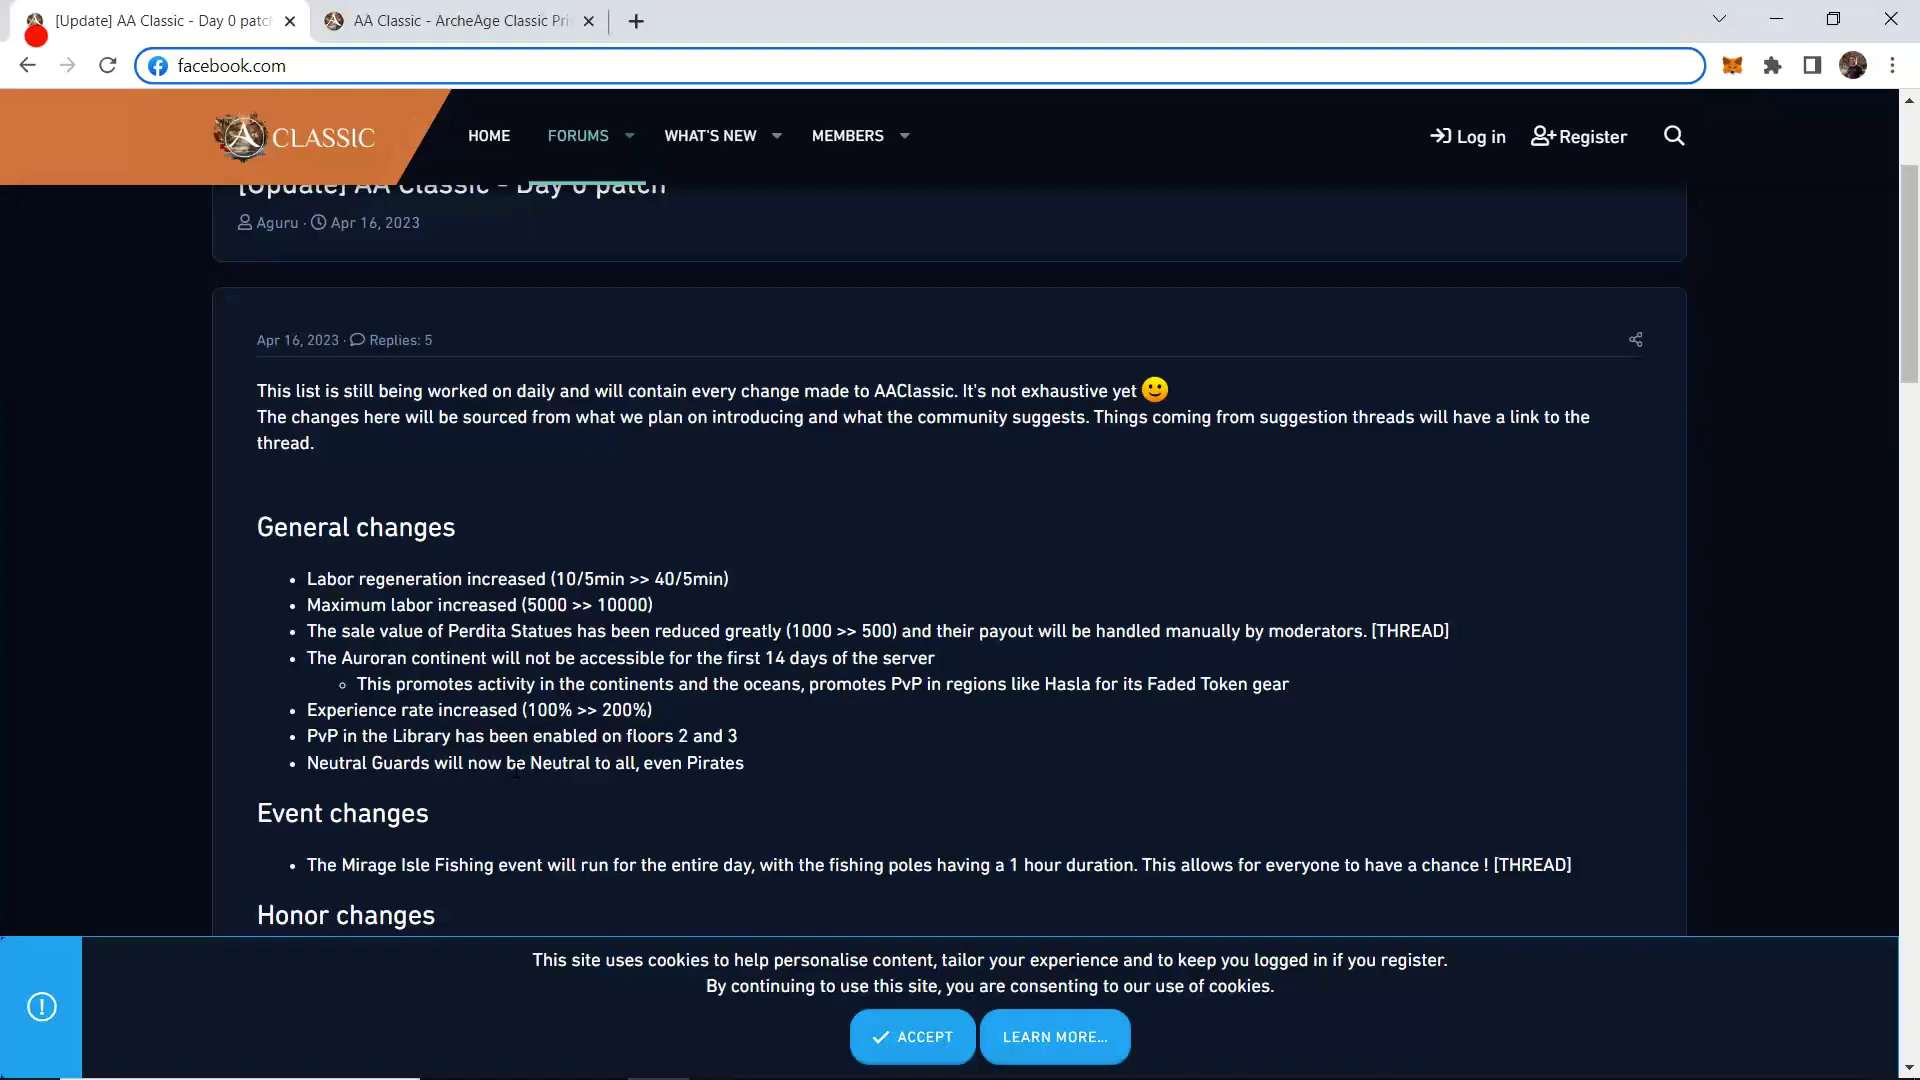 [Update] AA Classic - Day 0 patch
AA Classic - ArcheAge Classic Pri
facebook.com
CLASSIC
HOME
FORUMS
WHAT'S NEW
MEMBERS
Log in
Register
[Update] AA Classic - Day 0 patch
Aguru · Apr 16, 2023
Apr 16, 2023 · Replies: 5
This list is still being worked on daily and will contain every change made to AAClassic. It's not exhaustive yet
The changes here will be sourced from what we plan on introducing and what the community suggests. Things coming from suggestion threads will have a link to the
thread.
General changes
• Labor regeneration increased (10/5min >> 40/5min)
• Maximum labor increased (5000 >> 10000)
• The sale value of Perdita Statues has been reduced greatly (1000 >> 500) and their payout will be handled manually by moderators. [THREAD]
• The Auroran continent will not be accessible for the first 14 days of the server
◦ This promotes activity in the continents and the oceans, promotes PvP in regions like Hasla for its Faded Token gear
• Experience rate increased (100% >> 200%)
• PvP in the Library has been enabled on floors 2 and 3
• Neutral Guards will now be Neutral to all, even Pirates
Event changes
• The Mirage Isle Fishing event will run for the entire day, with the fishing poles having a 1 hour duration. This allows for everyone to have a chance ! [THREAD]
Honor changes
This site uses cookies to help personalise content, tailor your experience and to keep you logged in if you register.
By continuing to use this site, you are consenting to our use of cookies.
ACCEPT
LEARN MORE...